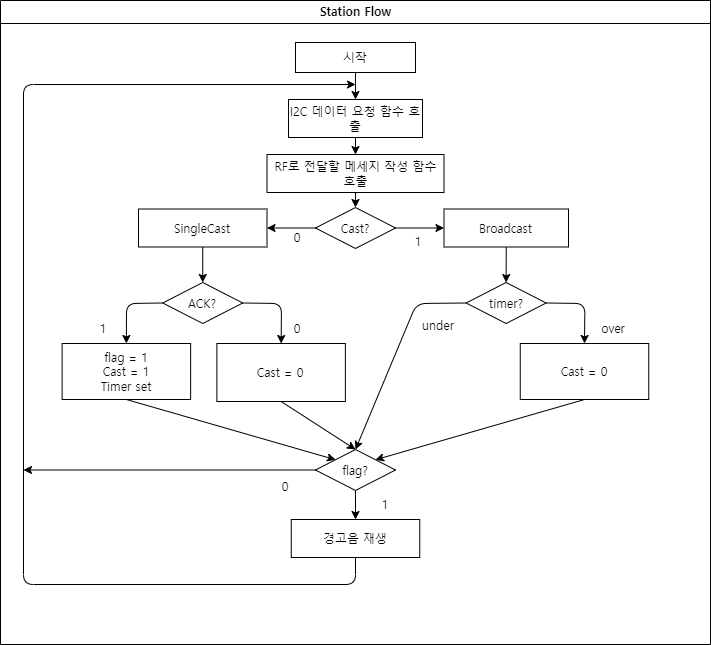 Station Flow
시작
I2C 데이터 요청 함수 호
출
RF로 전달할 메세지 작성 함수
호출
SingleCast
0
Cast?
1
Broadcast
ACK?
timer?
1
0
under
over
flag = 1
Cast = 1
Timer set
Cast = 0
Cast = 0
flag?
0
1
경고음 재생